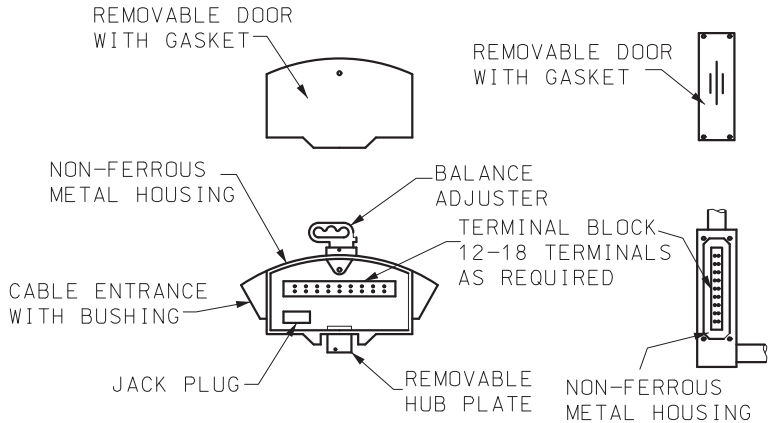 REMOVABLE DOOR
WITH GASKET
REMOVABLE DOOR
WITH GASKET
NON-FERROUS
METAL HOUSING
BALANCE
ADJUSTER
TERMINAL BLOCK
12-18 TERMINALS
AS REQUIRED
CABLE ENTRANCE
WITH BUSHING
JACK PLUG
REMOVABLE
HUB PLATE
NON-FERROUS
METAL HOUSING